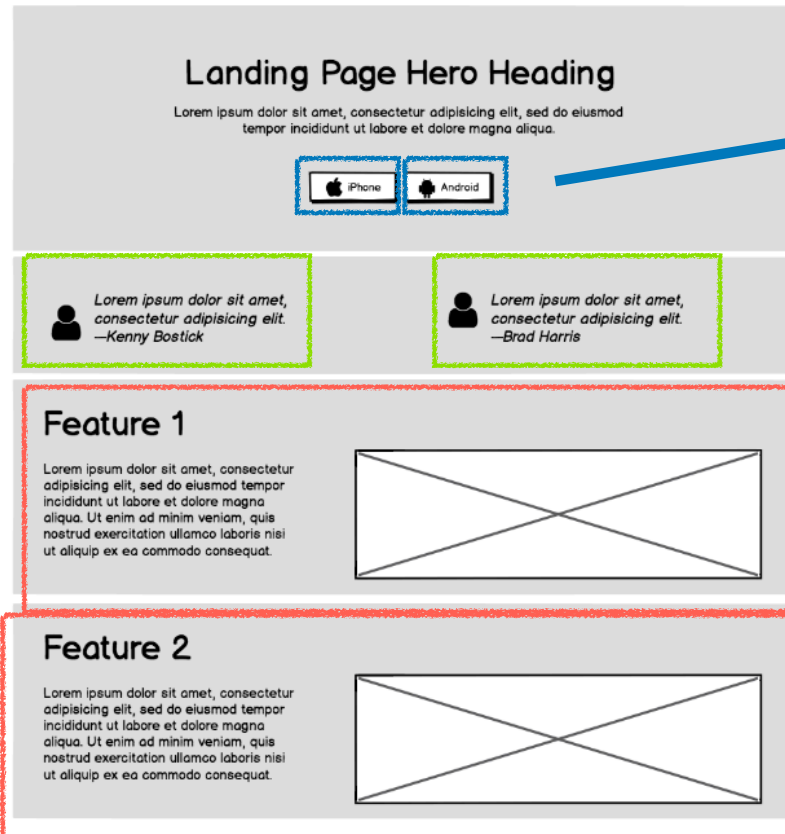 Landing Page Hero Heading
Lorem ipsum dolor sit amet, consectetur adipisicing elit, sed do eiusmod
tempor incididunt ut labore et dolore magna aliqua.
iPhone
Android
Lorem ipsum dolor sit amet,
consectetur adipisicing elit.
—Kenny Bostick
Lorem ipsum dolor sit amet,
consectetur adipisicing elit.
—Brad Harris
Feature 1
Lorem ipsum dolor sit amet, consectetur
adipisicing elit, sed do eiusmod tempor
incididunt ut labore et dolore magna
aliqua. Ut enim ad minim veniam, quis
nostrud exercitation ullamco laboris nisi
ut aliquip ex ea commodo consequat.
Feature 2
Lorem ipsum dolor sit amet, consectetur
adipisicing elit, sed do eiusmod tempor
incididunt ut labore et dolore magna
aliqua. Ut enim ad minim veniam, quis
nostrud exercitation ullamco laboris nisi
ut aliquip ex ea commodo consequat.